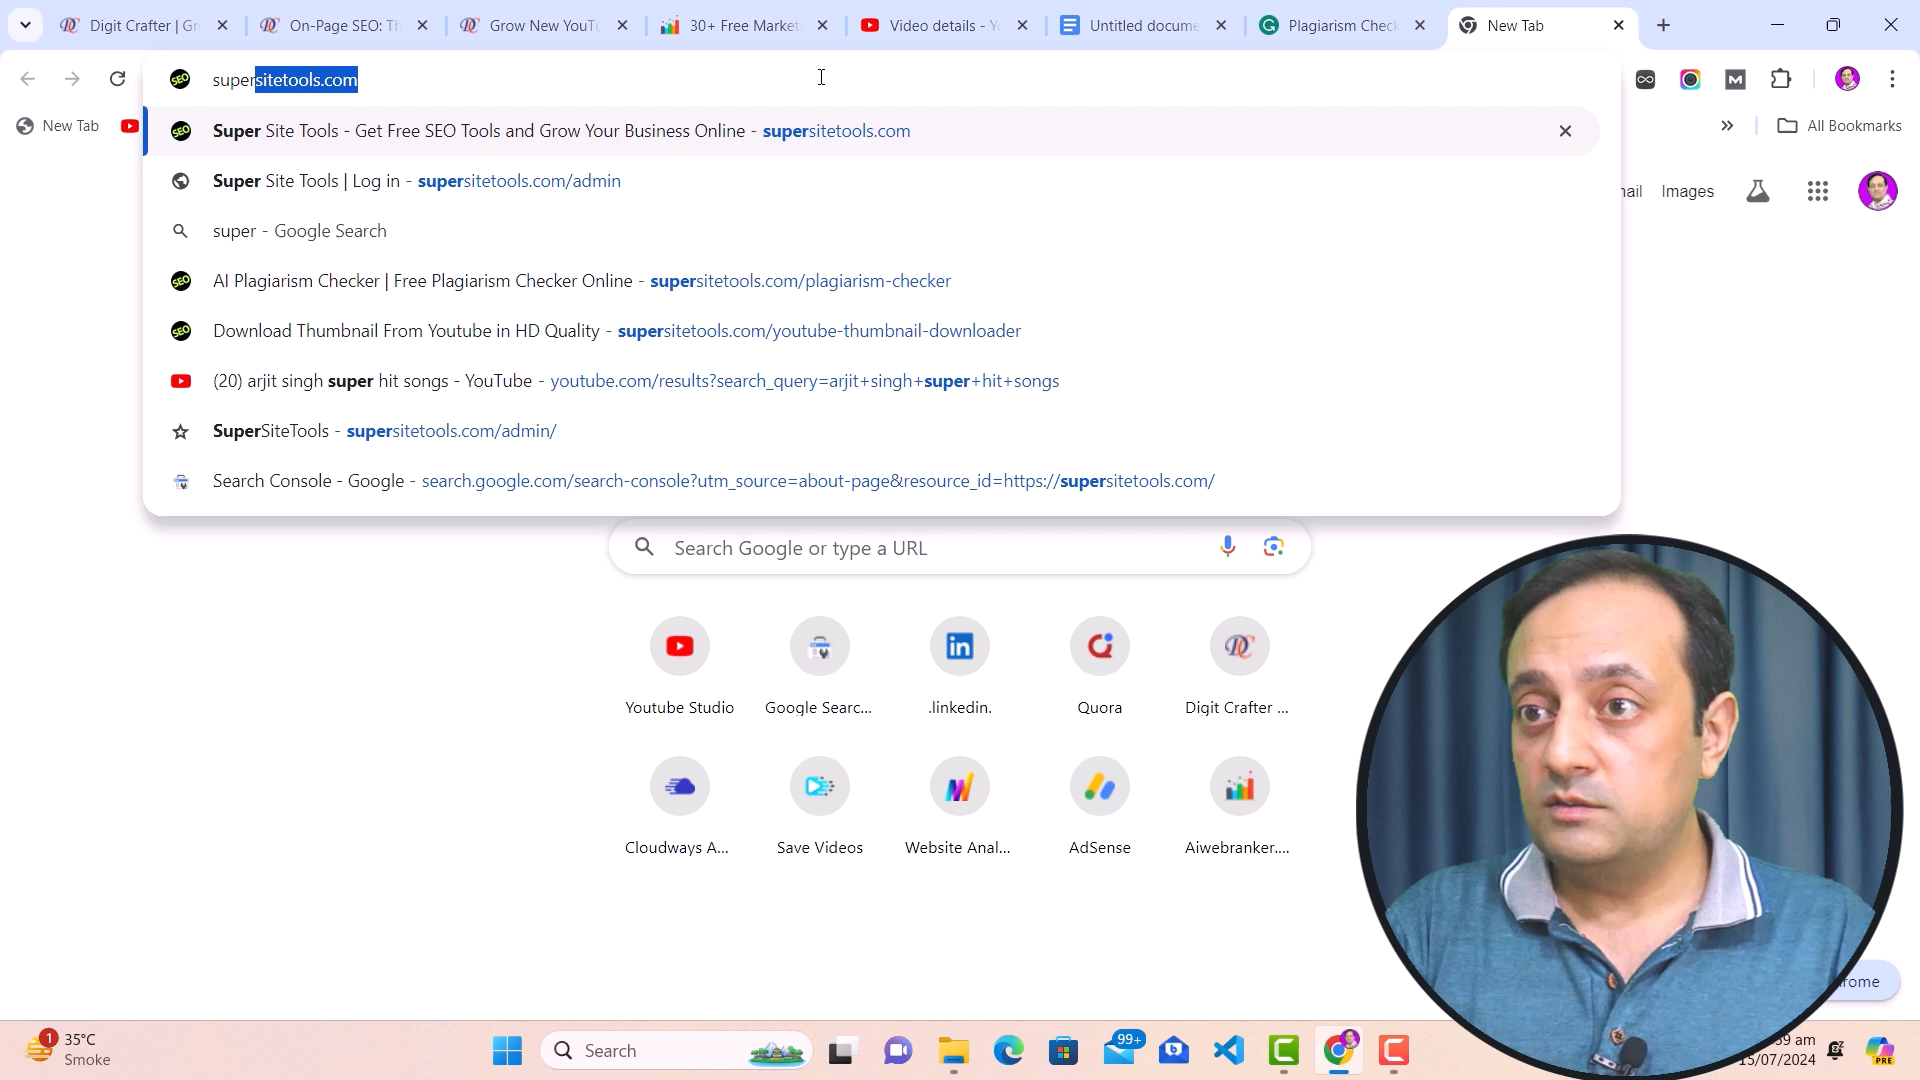 Digit Crafter | Gr
On-Page SEO: Th
Grow New YouTu
30+ Free Market
Video details - Yo
Untitled docume
Plagiarism Check
New Tab
supersitetools.com
New Tab
All Bookmarks
Super Site Tools - Get Free SEO Tools and Grow Your Business Online - supersitetools.com
Super Site Tools | Log in - supersitetools.com/admin
Images
super - Google Search
AI Plagiarism Checker | Free Plagiarism Checker Online - supersitetools.com/plagiarism-checker
Download Thumbnail From Youtube in HD Quality - supersitetools.com/youtube-thumbnail-downloader
(20) arjit singh super hit songs - YouTube - youtube.com/results?search_query=arjit+singh+super+hit+songs
SuperSiteTools - supersitetools.com/admin/
Search Console - Google - search.google.com/search-console?utm_source=about-page&resource_id=https://supersitetools.com/
Search Google or type a URL
Youtube Studio
Google Searc...
.linkedin.
Quora
Digit Crafter ...
Cloudways A...
Save Videos
Website Anal...
AdSense
Aiwebranker....
1
35°C
Smoke
Search
99+
59 am
15/07/2024
PRE